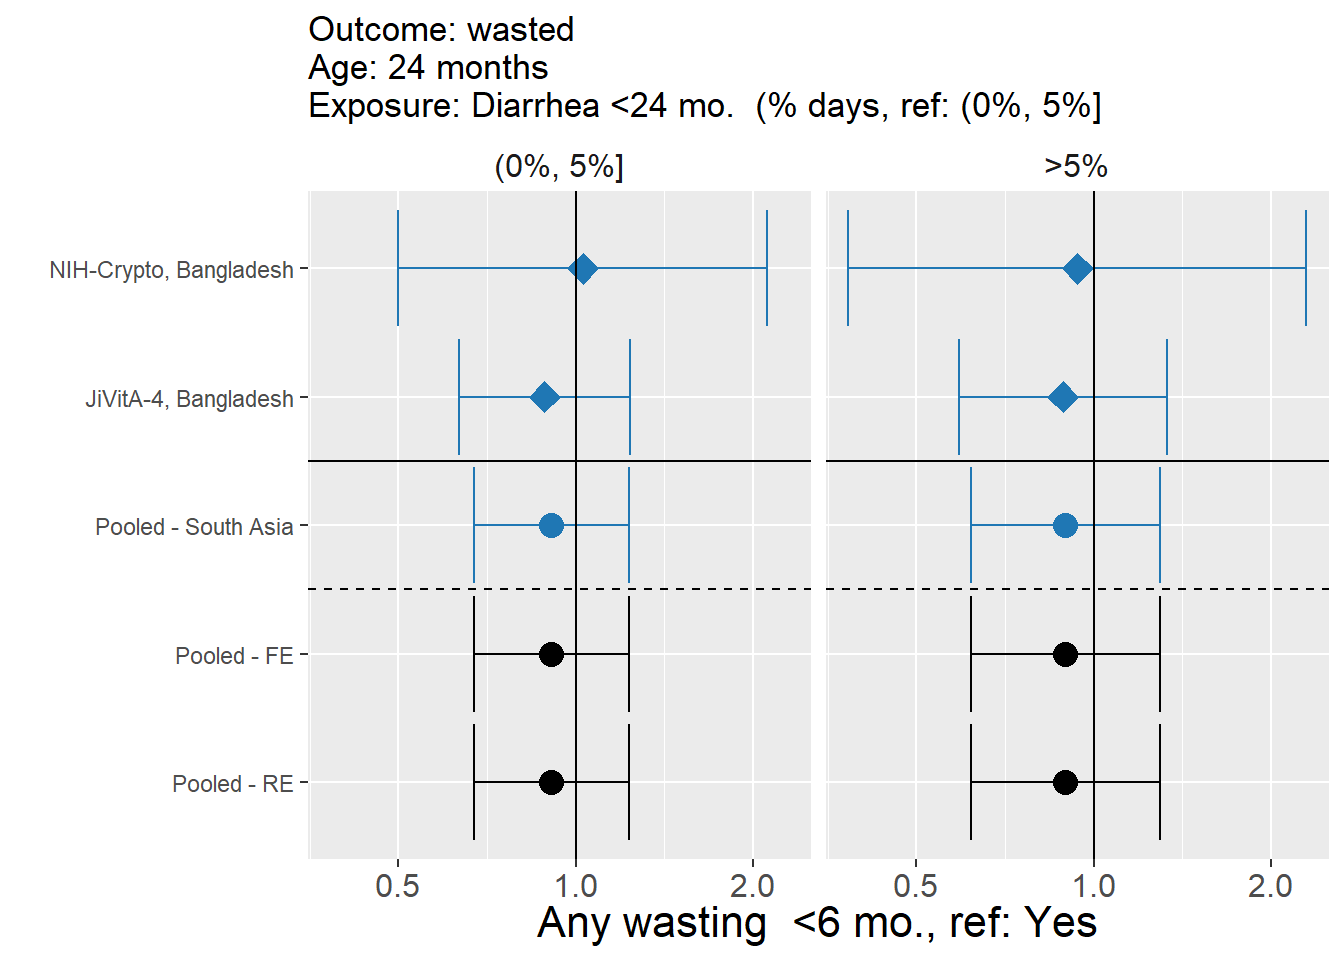 Outcome: wasted
Age: 24 months
Exposure: Diarrhea <24 mo.  (% days, ref: (0%, 5%]
(0%, 5%]
>5%
NIH-Crypto, Bangladesh
JiVitA-4, Bangladesh
Pooled - South Asia
Pooled - FE
Pooled - RE
0.5 1.0 2.0
0.5 1.0 2.0
Any wasting  <6 mo., ref: Yes